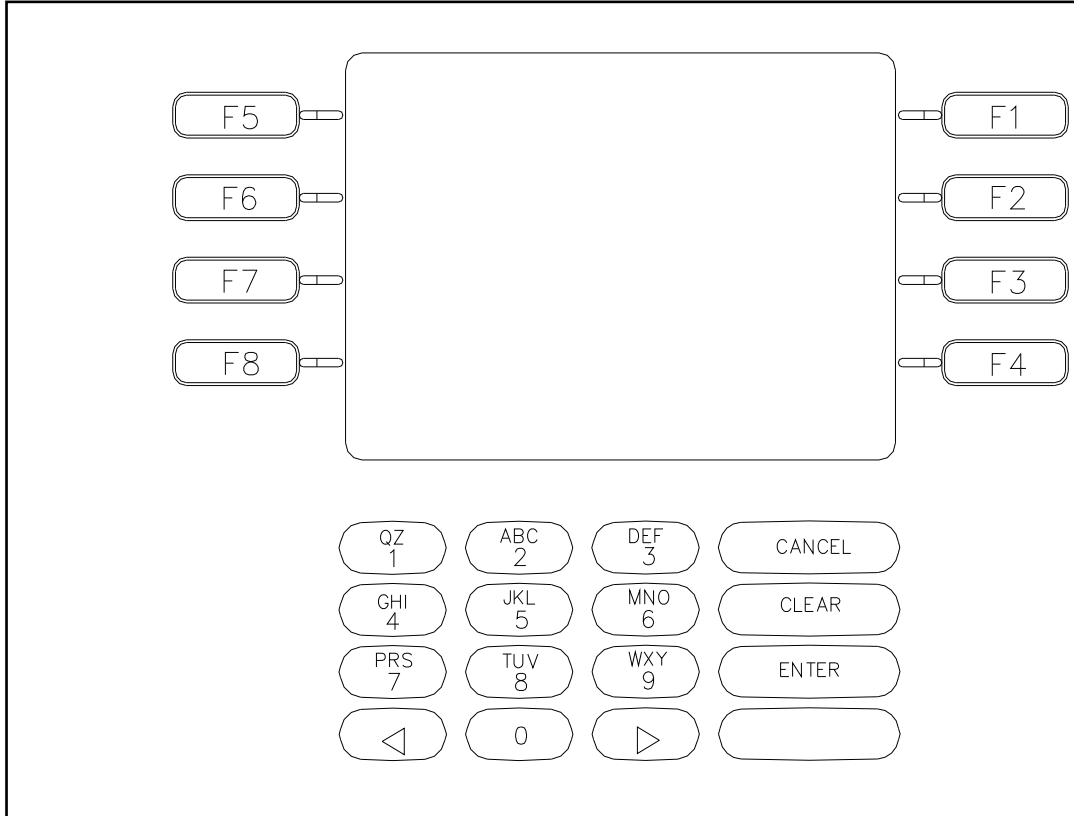 F5
F1
F6
F2
F7
F3
F8
F4
QZ
1
ABC
2
DEF
3
CANCEL
GHI
4
JKL
5
MNO
6
CLEAR
PRS
7
TUV
8
WXY
9
ENTER
0